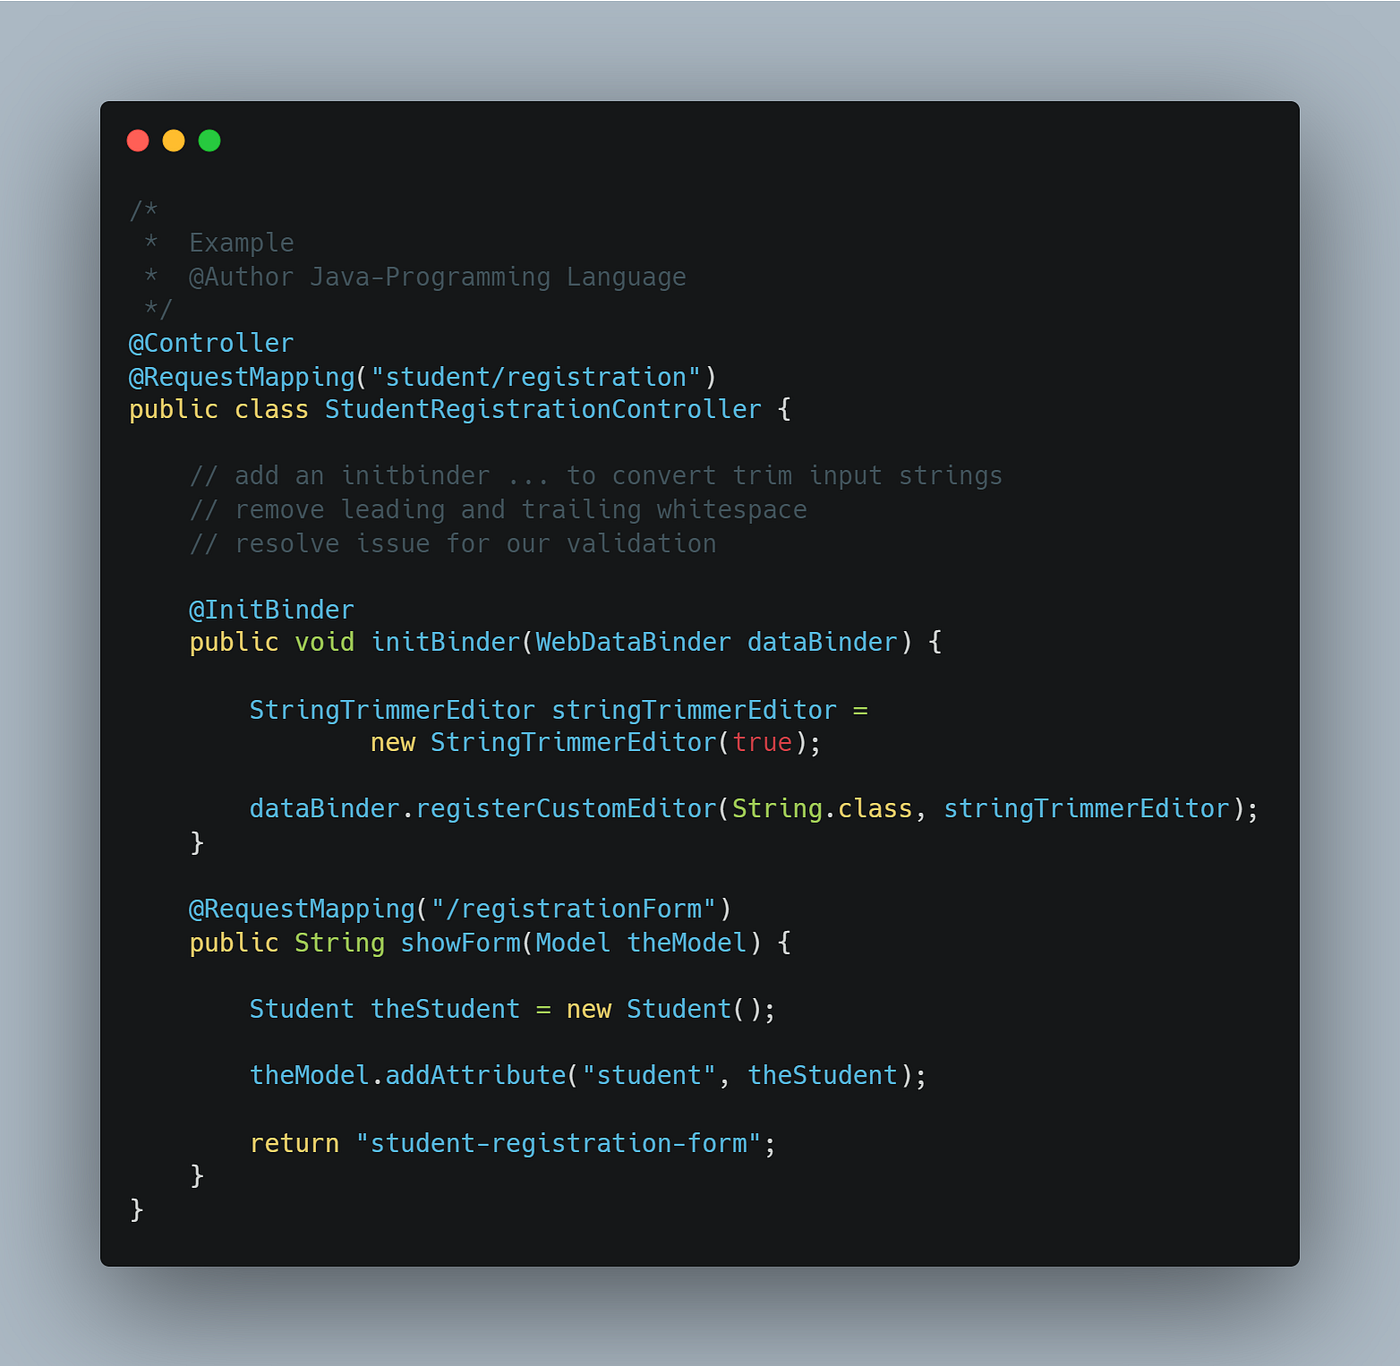 /*
 *  Example
 *  @Author Java-Programming Language
 */
@Controller
@RequestMapping("student/registration")
public class StudentRegistrationController {

    // add an initbinder ... to convert trim input strings
    // remove leading and trailing whitespace
    // resolve issue for our validation

    @InitBinder
    public void initBinder(WebDataBinder dataBinder) {

        StringTrimmerEditor stringTrimmerEditor =
                new StringTrimmerEditor(true);

        dataBinder.registerCustomEditor(String.class, stringTrimmerEditor);
    }

    @RequestMapping("/registrationForm")
    public String showForm(Model theModel) {

        Student theStudent = new Student();

        theModel.addAttribute("student", theStudent);

        return "student-registration-form";
    }
}